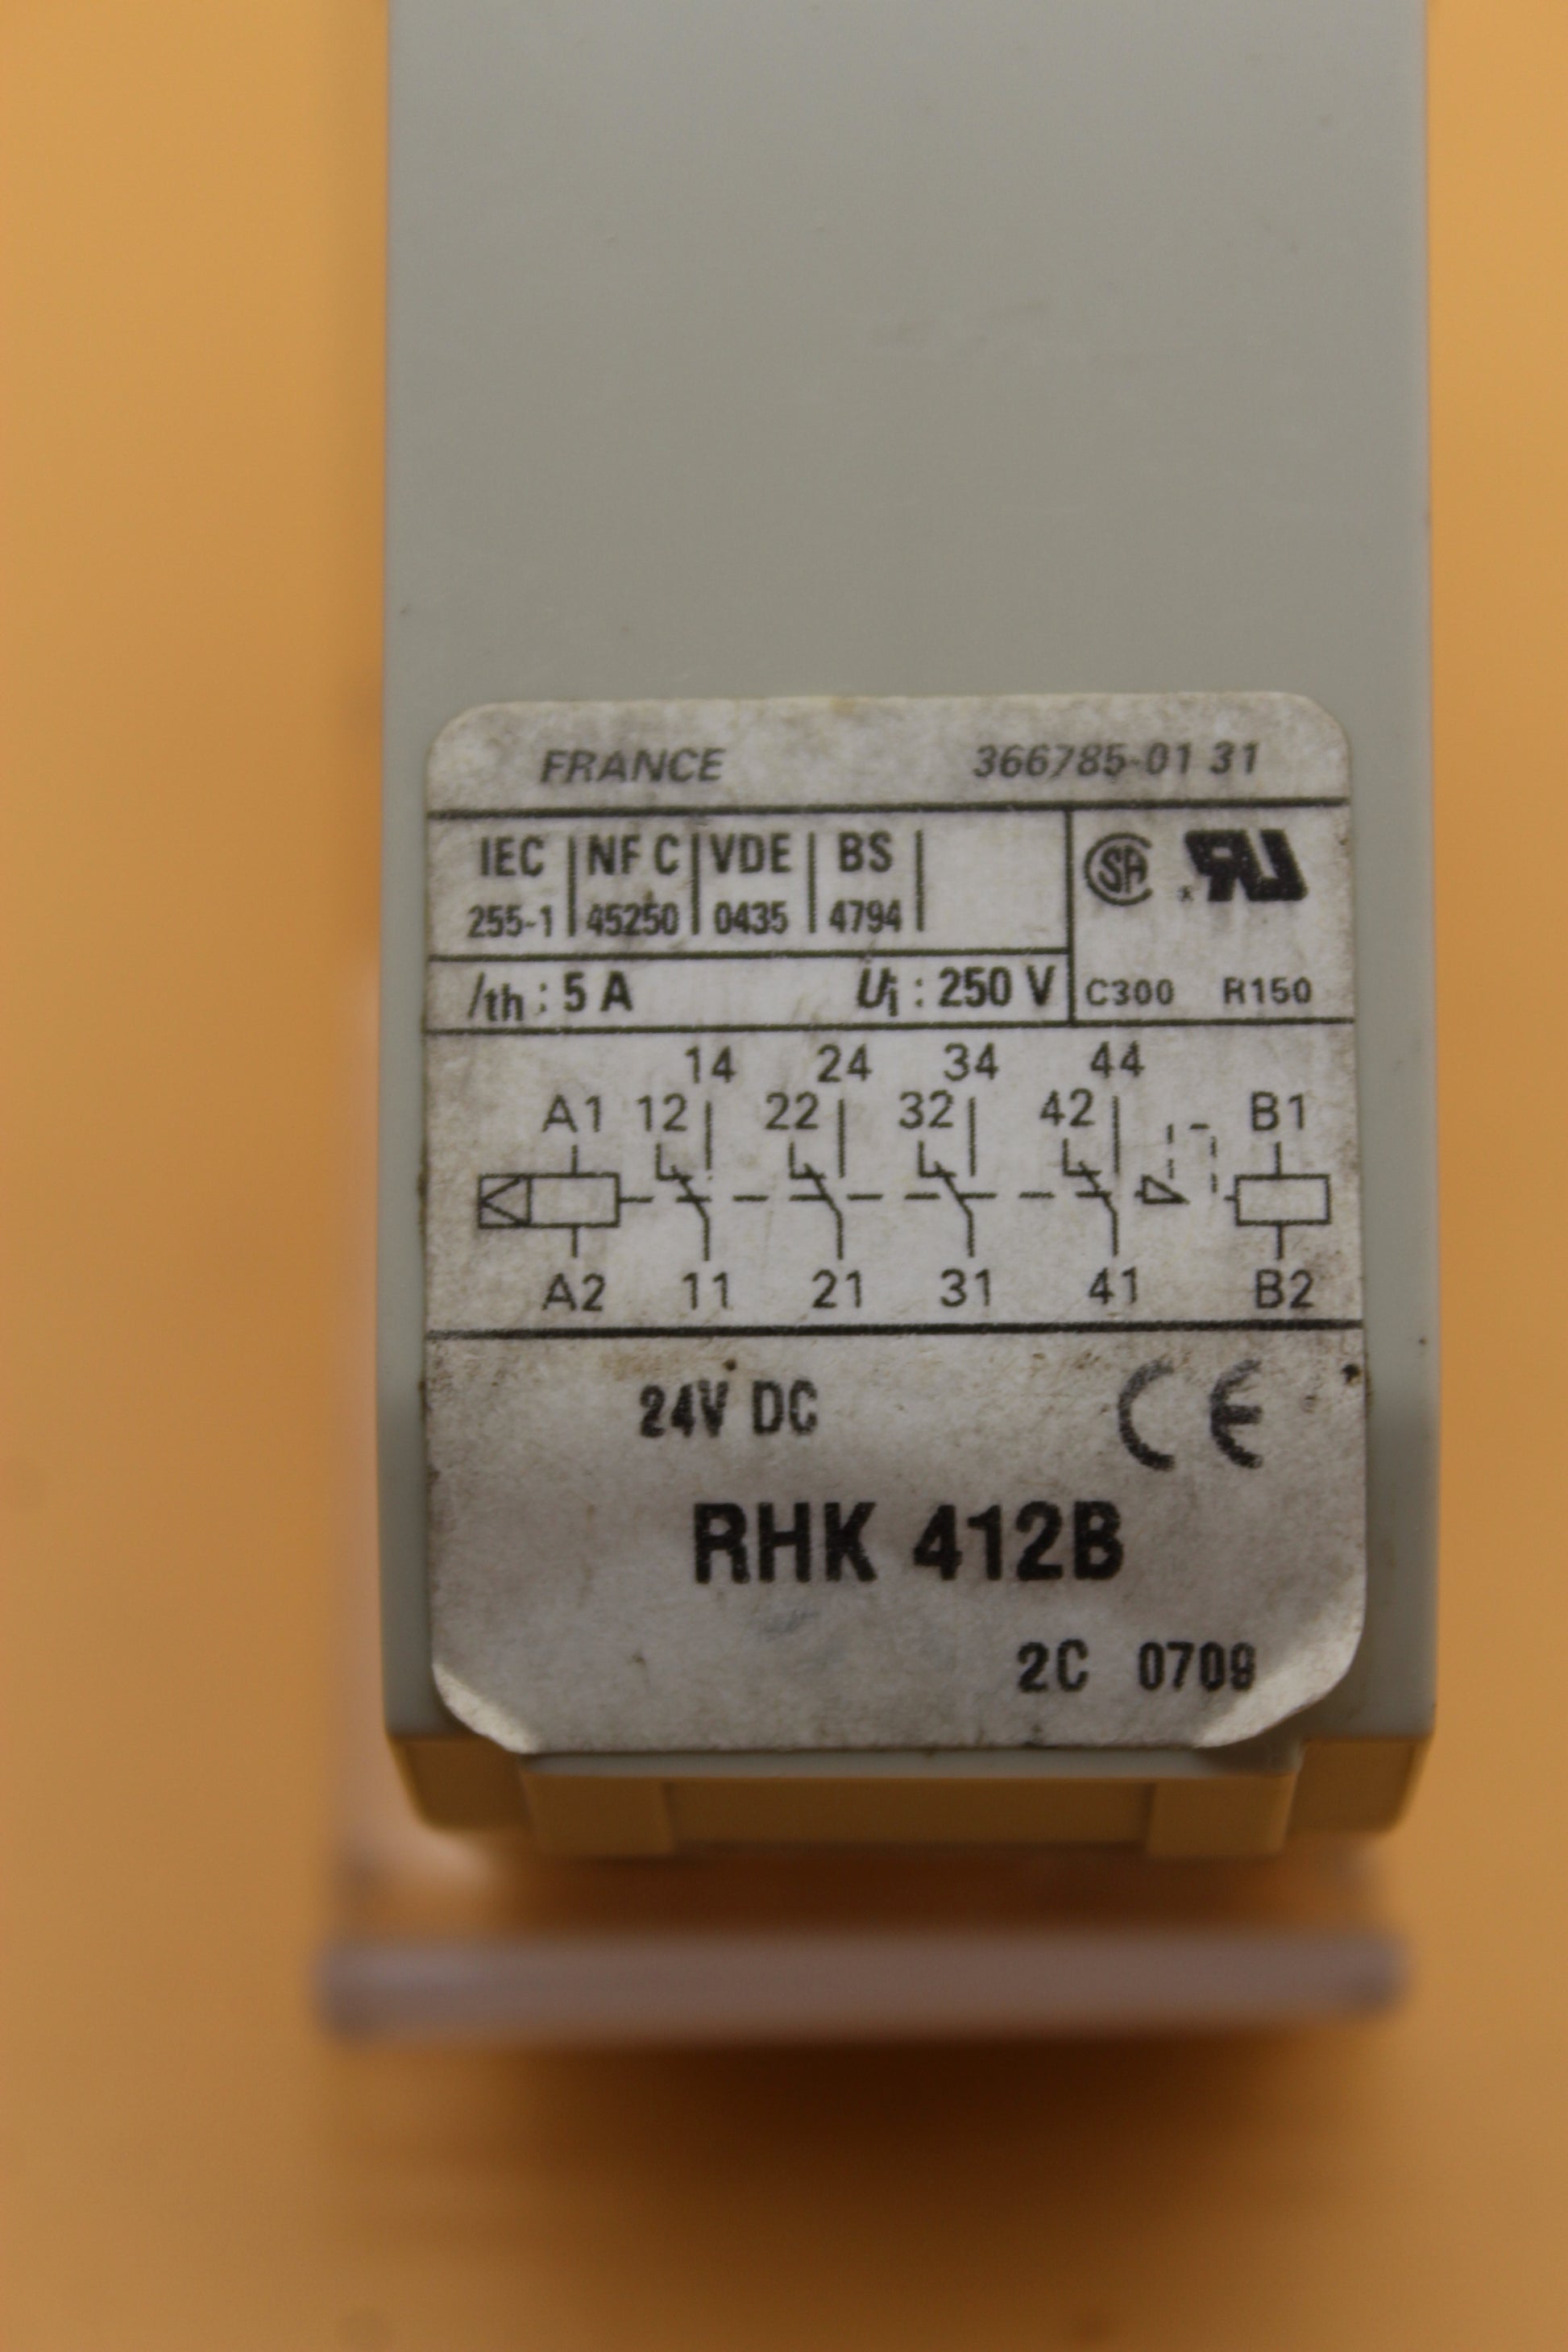 FRANCE 366785-01 31
IEC NF C VDE BS
255-1 45250 0435 4794
Ith : 5 A Ui : 250 V C300 R150
14 24 34 44
A1 12 22 32 42 B1
A2 11 21 31 41 B2
24V DC CE
RHK 412B
2C 0709